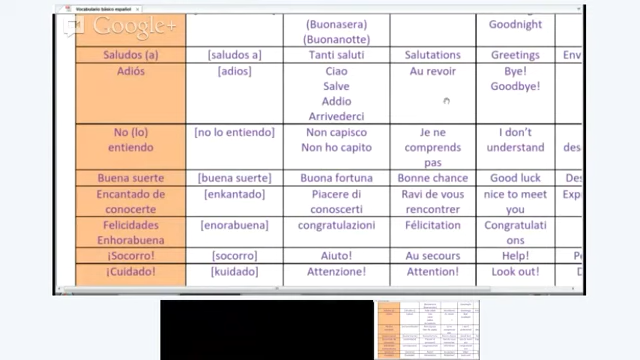 Vocabulario básico español
Google+
(Buonasera) Goodnight
(Buonanotte)
Saludos (a) [saludos a] Tanti saluti Salutations Greetings Env
Adiós [adios] Ciao Au revoir Bye!
Salve Goodbye!
Addio
Arrivederci
No (lo) [no lo entiendo] Non capisco Je ne I don't
entiendo Non ho capito comprends understand des
pas
Buena suerte [buena suerte] Buona fortuna Bonne chance Good luck Des
Encantado de [enkantado] Piacere di Ravi de vous nice to meet Exp
conocerte conoscerti rencontrer you
Felicidades [enorabuena] congratulazioni Félicitation Congratulati
Enhorabuena ons
¡Socorro! [socorro] Aiuto! Au secours Help! Pe
¡Cuidado! [kuidado] Attenzione! Attention! Look out! D